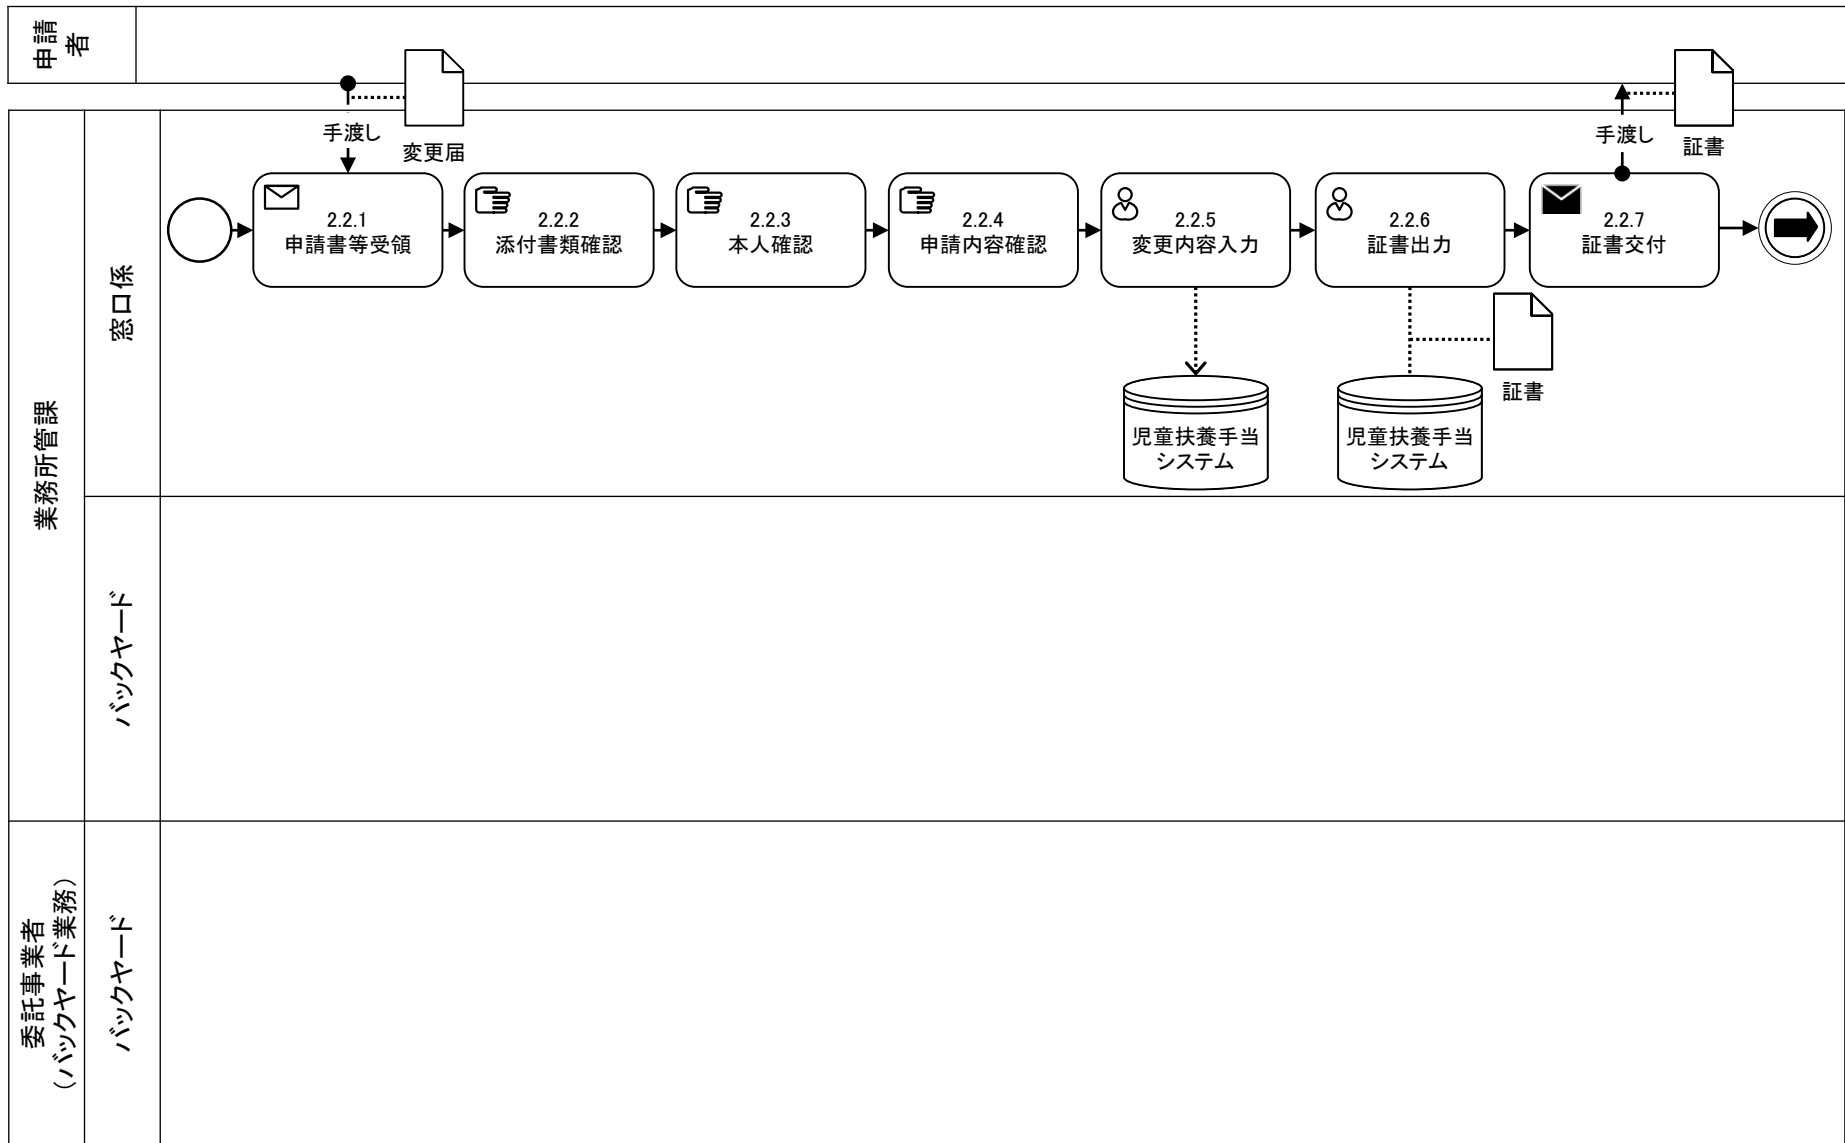 申請
者
手渡し
変更届
手渡し
証書
業務所管課
窓口係
2.2.1
申請書等受領
2.2.2
添付書類確認
2.2.3
本人確認
2.2.4
申請内容確認
2.2.5
変更内容入力
2.2.6
証書出力
2.2.7
証書交付
証書
児童扶養手当
システム
児童扶養手当
システム
バックヤード
委託事業者
（バックヤード業務）
バックヤード